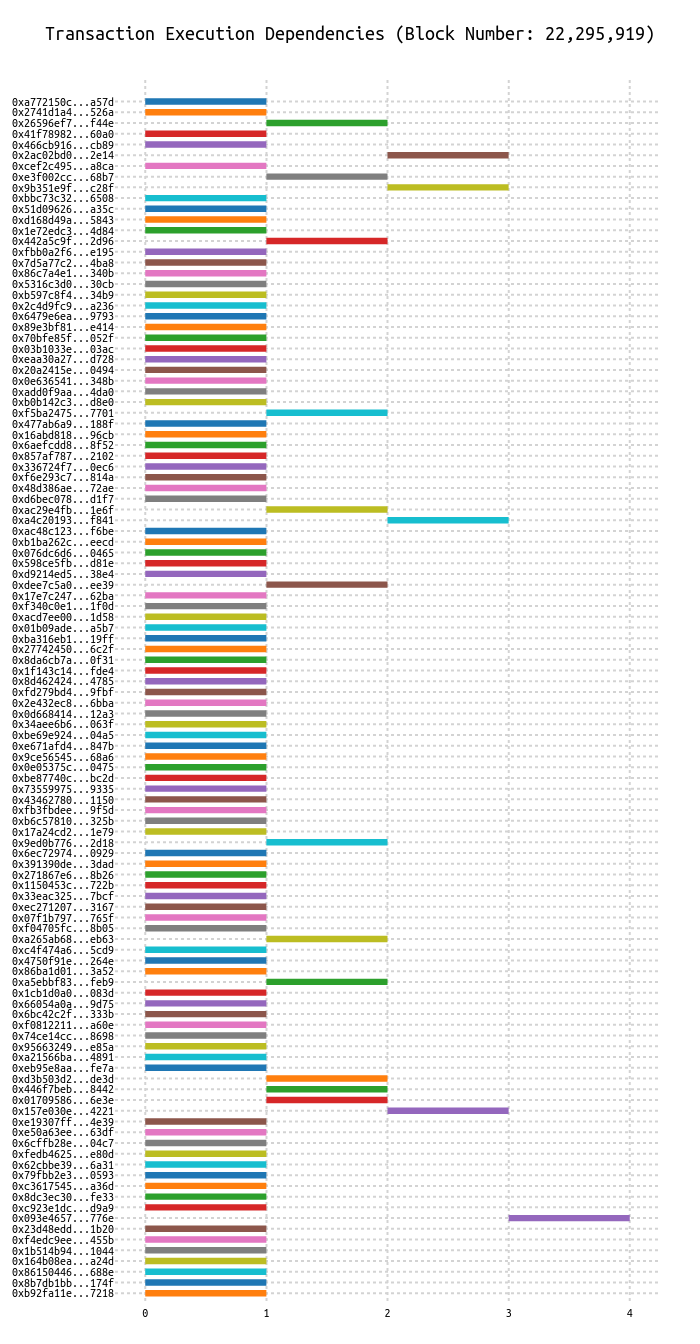 Transaction Execution Dependencies (Block Number: 22,295,919)
0xa772150c...a57d
0x2741d1a4...526a
0x26596ef7...f44e
0x41f78982...60a0
0x466cb916...cb89
0x2ac02bd0...2e14
0xcef2c495...a8ca
0xe3f002cc...68b7
0x9b351e9f...c28f
0xbbc73c32...6508
0x51d09626...a35c
0xd168d49a...5843
0x1e72edc3...4d84
0x442a5c9f...2d96
0xfbb0a2f6...e195
0x7d5a77c2...4ba8
0x86c7a4e1...340b
0x5316c3d0...30cb
0xb597c8f4...34b9
0x2c4d9fc9...a236
0x6479e6ea...9793
0x89e3bf81...e414
0x70bfe85f...052f
0x03b1033e...03ac
0xeaa30a27...d728
0x20a2415e...0494
0x0e636541...348b
0xadd0f9aa...4da0
0xb0b142c3...d8e0
0xf5ba2475...7701
0x477ab6a9...188f
0x16abd818...96cb
0x6aefcdd8...8f52
0x857af787...2102
0x336724f7...0ec6
0xf6e293c7...814a
0x48d386ae...72ae
0xd6bec078...d1f7
0xac29e4fb...1e6f
0xa4c20193...f841
0xac48c123...f6be
0xb1ba262c...eecd
0x076dc6d6...0465
0x598ce5fb...d81e
0xd9214ed5...38e4
0xdee7c5a0...ee39
0x17e7c247...62ba
0xf340c0e1...1f0d
0xacd7ee00...1d58
0x01b09ade...a5b7
0xba316eb1...19ff
0x27742450...6c2f
0x8da6cb7a...0f31
0x1f143c14...fde4
0x8d462424...4785
0xfd279bd4...9fbf
0x2e432ec8...6bba
0x0d668414...12a3
0x34aee6b6...063f
0xbe69e924...04a5
0xe671afd4...847b
0x9ce56545...68a6
0x0e05375c...0475
0xbe87740c...bc2d
0x73559975...9335
0x43462780...1150
0xfb3fbdee...9f5d
0xb6c57810...325b
0x17a24cd2...1e79
0x9ed0b776...2d18
0x6ec72974...0929
0x391390de...3dad
0x271867e6...8b26
0x1150453c...722b
0x33eac325...7bcf
0xec271207...3167
0x07f1b797...765f
0xf04705fc...8b05
0xa265ab68...eb63
0xc4f474a6...5cd9
0x4750f91e...264e
0x86ba1d01...3a52
0xa5ebbf83...feb9
0x1cb1d0a0...083d
0x66054a0a...9d75
0x6bc42c2f...333b
0xf0812211...a60e
0x74ce14cc...8698
0x95663249...e85a
0xa21566ba...4891
0xeb95e8aa...fe7a
0xd3b503d2...de3d
0x446f7beb...8442
0x01709586...6e3e
0x157e030e...4221
0xe19307ff...4e39
0xe50a63ee...63df
0x6cffb28e...04c7
0xfedb4625...e80d
0x62cbbe39...6a31
0x79fbb2e3...0593
0xc3617545...a36d
0x8dc3ec30...fe33
0xc923e1dc...d9a9
0x093e4657...776e
0x23d48edd...1b20
0xf4edc9ee...455b
0x1b514b94...1044
0x164b08ea...a24d
0x86150446...688e
0x8b7db1bb...174f
0xb92fa11e...7218
0 1 2 3 4